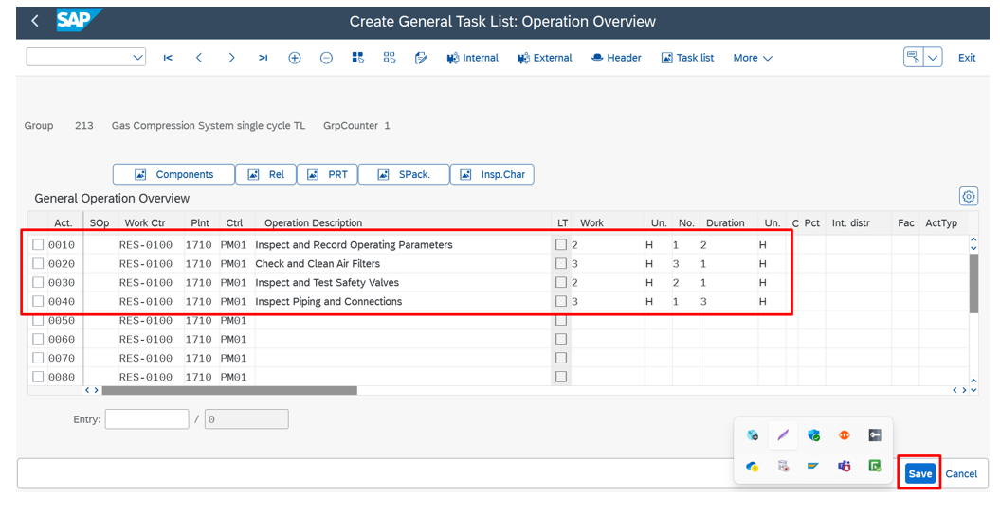 SAP Create General Task List: Operation Overview
Internal External Header Task list More Exit
Group 213 Gas Compression System single cycle TL GrpCounter 1
Components Rel PRT SPack. Insp.Char
General Operation Overview
Act. SOp Work Ctr Plnt Ctrl Operation Description LT Work Un. No. Duration Un. C Pct Int. distr Fac ActTyp
0010 RES-0100 1710 PM01 Inspect and Record Operating Parameters 2 H 1 2 H
0020 RES-0100 1710 PM01 Check and Clean Air Filters 3 H 3 1 H
0030 RES-0100 1710 PM01 Inspect and Test Safety Valves 2 H 2 1 H
0040 RES-0100 1710 PM01 Inspect Piping and Connections 3 H 1 3 H
0050 RES-0100 1710 PM01
0060 RES-0100 1710 PM01
0070 RES-0100 1710 PM01
0080 RES-0100 1710 PM01
Entry: / 0
Save Cancel